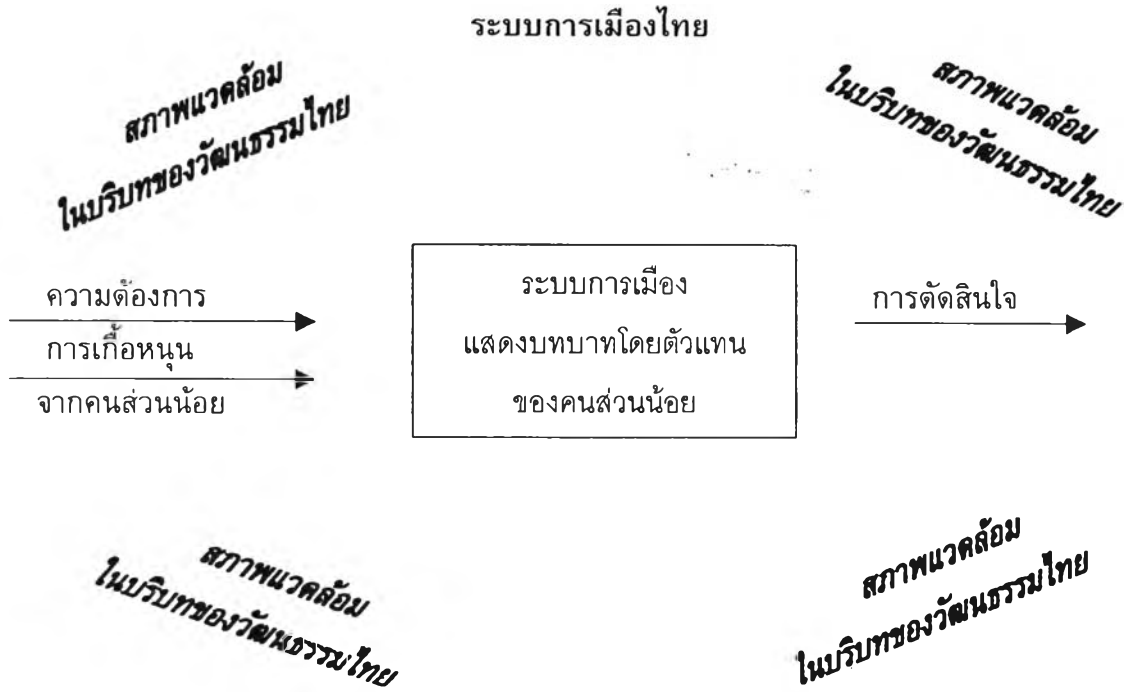 ระบบการเมืองไทย
สภาพแวดล้อม
ในบริบทของวัฒนธรรมไทย
สภาพแวดล้อม
ในบริบทของวัฒนธรรมไทย
ความต้องการ
การเกื้อหนุน
จากคนส่วนน้อย
ระบบการเมือง
แสดงบทบาทโดยตัวแทน
ของคนส่วนน้อย
การตัดสินใจ
สภาพแวดล้อม
ในบริบทของวัฒนธรรมไทย
สภาพแวดล้อม
ในบริบทของวัฒนธรรมไทย